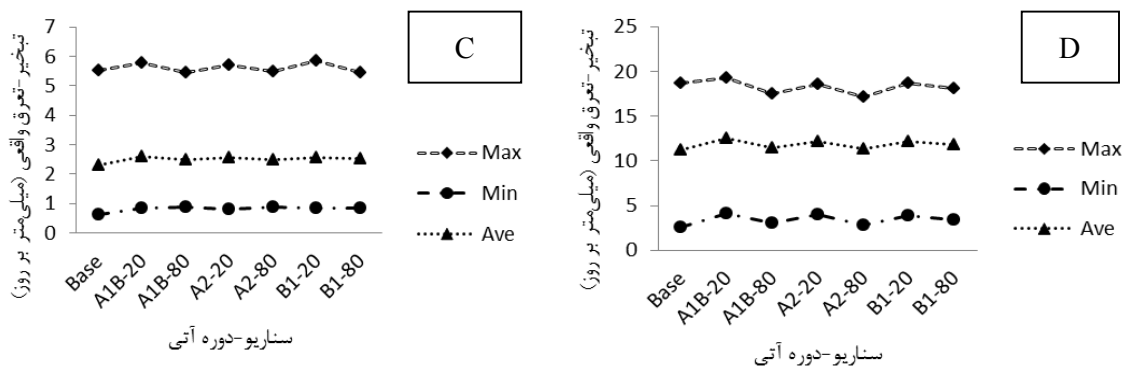 C
تبخیر-تعرق واقعی (میلی‌متر بر روز)
7
6
5
4
3
2
1
0
Max
Min
Ave
Base
A1B-20
A1B-80
A2-20
A2-80
B1-20
B1-80
سناریو-دوره آتی
D
تبخیر-تعرق واقعی (میلی‌متر بر روز)
25
20
15
10
5
0
Max
Min
Ave
Base
A1B-20
A1B-80
A2-20
A2-80
B1-20
B1-80
سناریو-دوره آتی